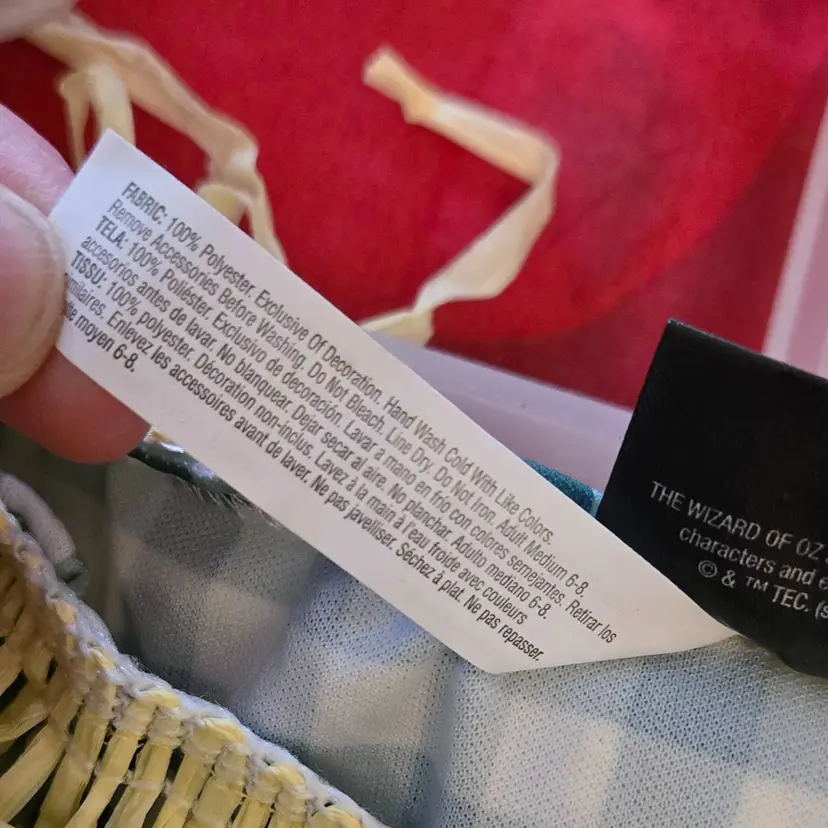 FABRIC: 100% Polyester. Exclusive Of Decoration. Hand Wash Cold With Like Colors.
Remove Accessories Before Washing. Do Not Bleach. Line Dry. Do Not Iron. Adult Medium 6-8.
TELA: 100% Poliéster. Exclusivo de decoración. Lavar a mano en frio con colores semejantes. Retirar los
accesorios antes de lavar. No blanquear. Dejar secar al aire. No planchar. Adulto mediano 6-8.
TISSU: 100% polyester. Décoration non-inclus. Lavez à la main à l'eau froide avec couleurs
. Enlevez les accessoires avant de laver. Ne pas javelliser. Séchez à plat. Ne pas repasser.
moyen 6-8.
THE WIZARD OF OZ
characters and
© & ™ TEC.